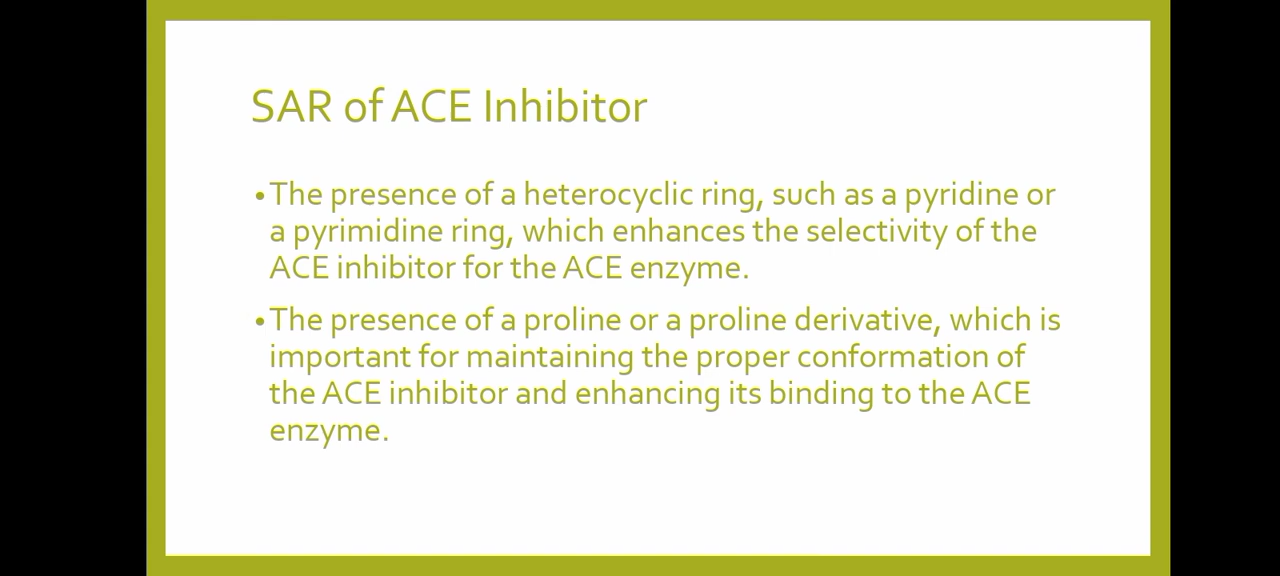 SAR of ACE Inhibitor
•The presence of a heterocyclic ring, such as a pyridine or
a pyrimidine ring, which enhances the selectivity of the
ACE inhibitor for the ACE enzyme.
•The presence of a proline or a proline derivative, which is
important for maintaining the proper conformation of
the ACE inhibitor and enhancing its binding to the ACE
enzyme.